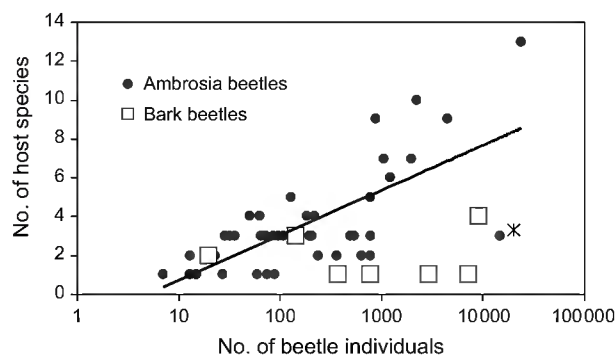 14
12
10
8
6
4
2
0
No. of host species
Ambrosia beetles
Bark beetles
1 10 100 1000 10000 100000
No. of beetle individuals